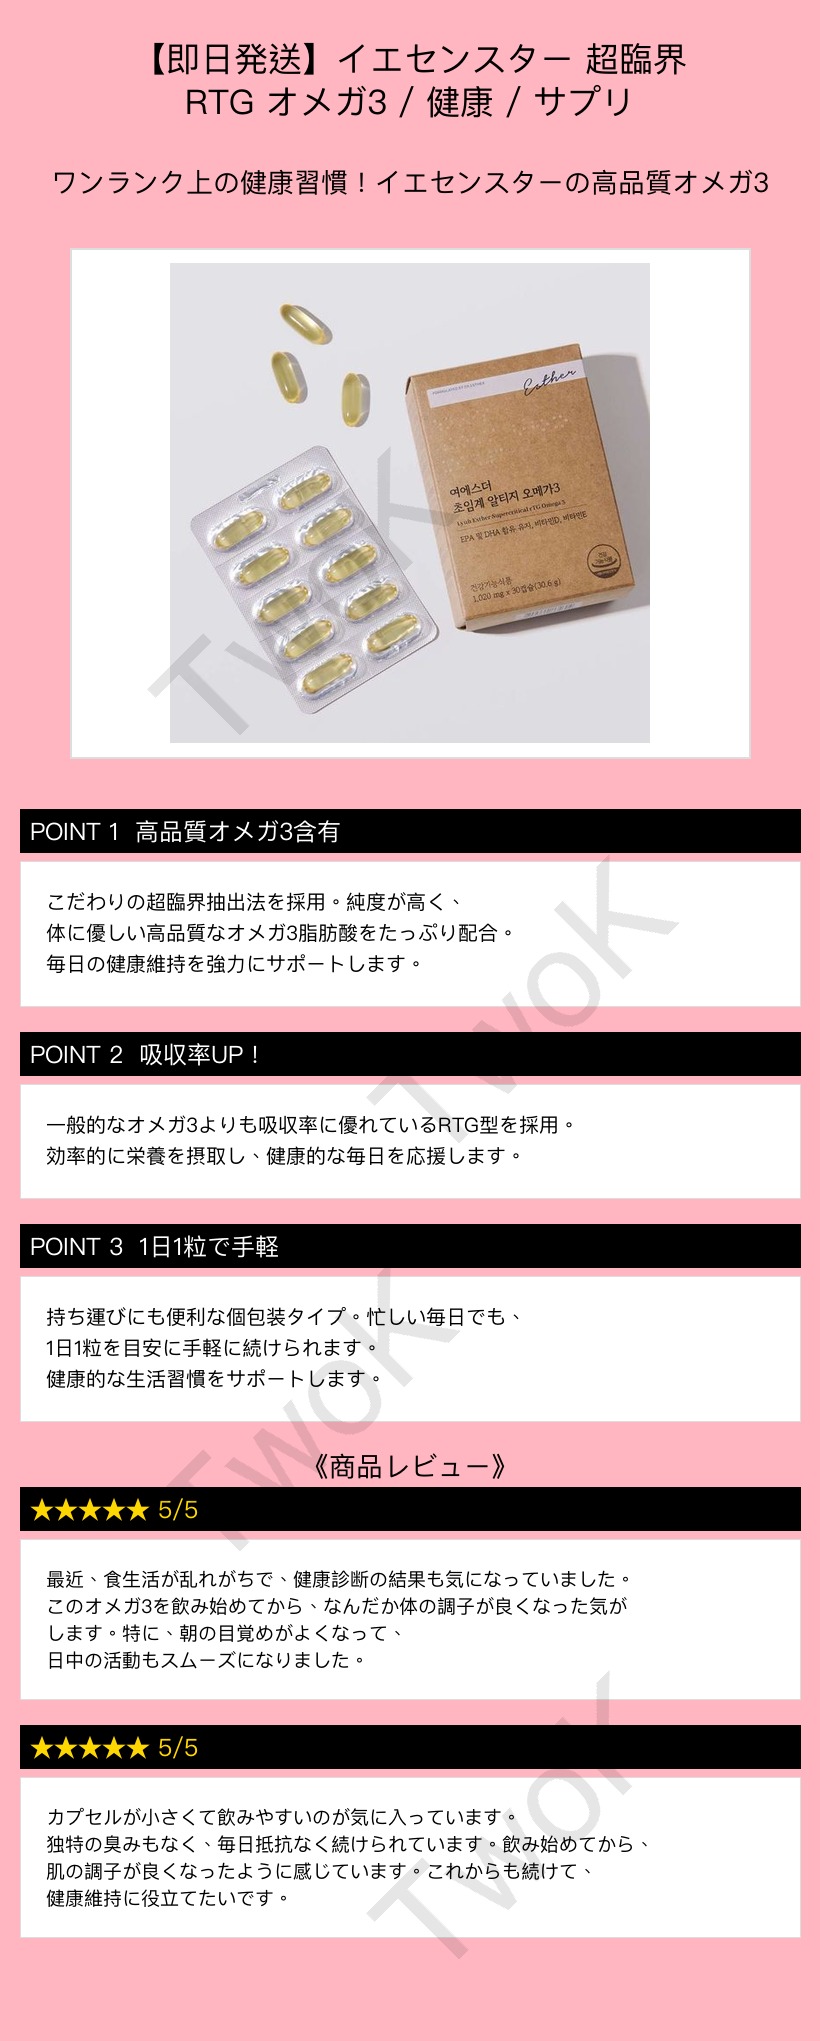 【即日発送】イエセンスター 超臨界
RTG オメガ3 / 健康 / サプリ
ワンランク上の健康習慣！イエセンスターの高品質オメガ3
FORMULATED BY DR. ESTHER
Esther
여에스더
초임계 알티지 오메가3
Lyuh Esther Supercritical rTG Omega 3
EPA 및 DHA 함유 유지, 비타민D, 비타민E
건강
기능식품
건강기능식품
1,020 mg x 30캡슐(30.6 g)
TwoK
POINT 1 高品質オメガ3含有
こだわりの超臨界抽出法を採用。純度が高く、
体に優しい高品質なオメガ3脂肪酸をたっぷり配合。
毎日の健康維持を強力にサポートします。
TwoK
POINT 2 吸収率UP！
一般的なオメガ3よりも吸収率に優れているRTG型を採用。
効率的に栄養を摂取し、健康的な毎日を応援します。
POINT 3 1日1粒で手軽
持ち運びにも便利な個包装タイプ。忙しい毎日でも、
1日1粒を目安に手軽に続けられます。
健康的な生活習慣をサポートします。
TwoK
《商品レビュー》
★★★★★ 5/5
最近、食生活が乱れがちで、健康診断の結果も気になっていました。
このオメガ3を飲み始めてから、なんだか体の調子が良くなった気が
します。特に、朝の目覚めがよくなって、
日中の活動もスムーズになりました。
★★★★★ 5/5
カプセルが小さくて飲みやすいのが気に入っています。
独特の臭みもなく、毎日抵抗なく続けられています。飲み始めてから、
肌の調子が良くなったように感じています。これからも続けて、
健康維持に役立てたいです。
TwoK